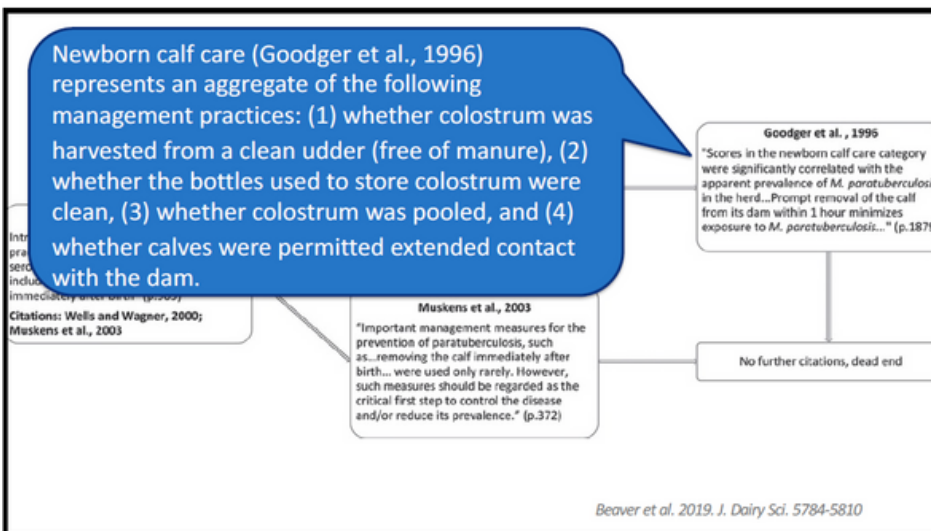 Newborn calf care (Goodger et al., 1996)
represents an aggregate of the following
management practices: (1) whether colostrum was
harvested from a clean udder (free of manure), (2)
whether the bottles used to store colostrum were
clean, (3) whether colostrum was pooled, and (4)
whether calves were permitted extended contact
with the dam.
Goodger et al. , 1996
"Scores in the newborn calf care category
were significantly correlated with the
apparent prevalence of M. paratuberculosis
in the herd...Prompt removal of the calf
from its dam within 1 hour minimizes
exposure to M. paratuberculosis..." (p.1879
Citations: Wells and Wagner, 2000;
Muskens et al., 2003
Muskens et al., 2003
"Important management measures for the
prevention of paratuberculosis, such
as...removing the calf immediately after
birth... were used only rarely. However,
such measures should be regarded as the
critical first step to control the disease
and/or reduce its prevalence." (p.372)
No further citations, dead end
Beaver et al. 2019. J. Dairy Sci. 5784-5810